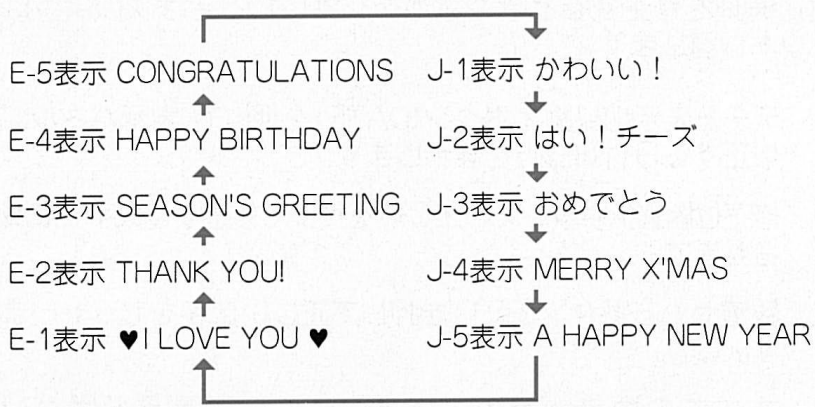 E-5表示 CONGRATULATIONS
E-4表示 HAPPY BIRTHDAY
E-3表示 SEASON'S GREETING
E-2表示 THANK YOU!
E-1表示 ♥I LOVE YOU ♥
J-1表示 かわいい！
J-2表示 はい！チーズ
J-3表示 おめでとう
J-4表示 MERRY X'MAS
J-5表示 A HAPPY NEW YEAR